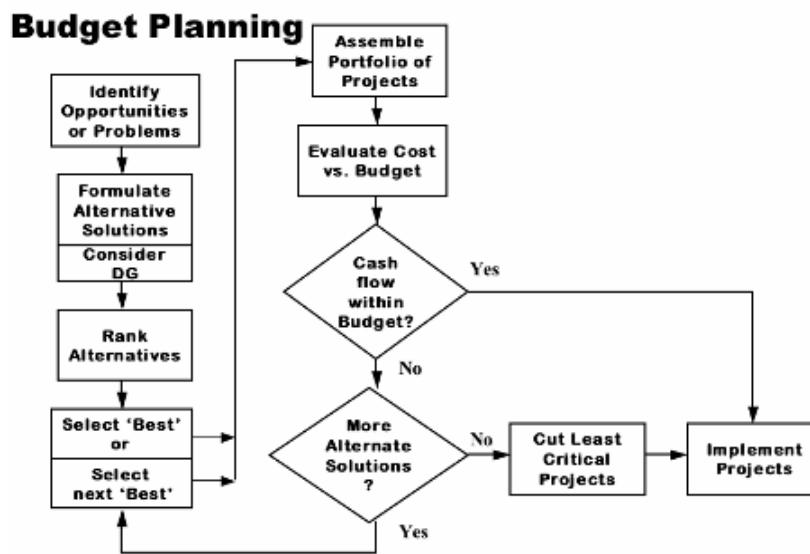 Budget Planning
Identify
Opportunities
or Problems
Formulate
Alternative
Solutions
Consider
DG
Rank
Alternatives
Select 'Best'
or
Select
next 'Best'
Assemble
Portfolio of
Projects
Evaluate Cost
vs. Budget
Cash
flow
within
Budget?
Yes
No
More
Alternate
Solutions
?
No
Yes
Cut Least
Critical
Projects
Implement
Projects